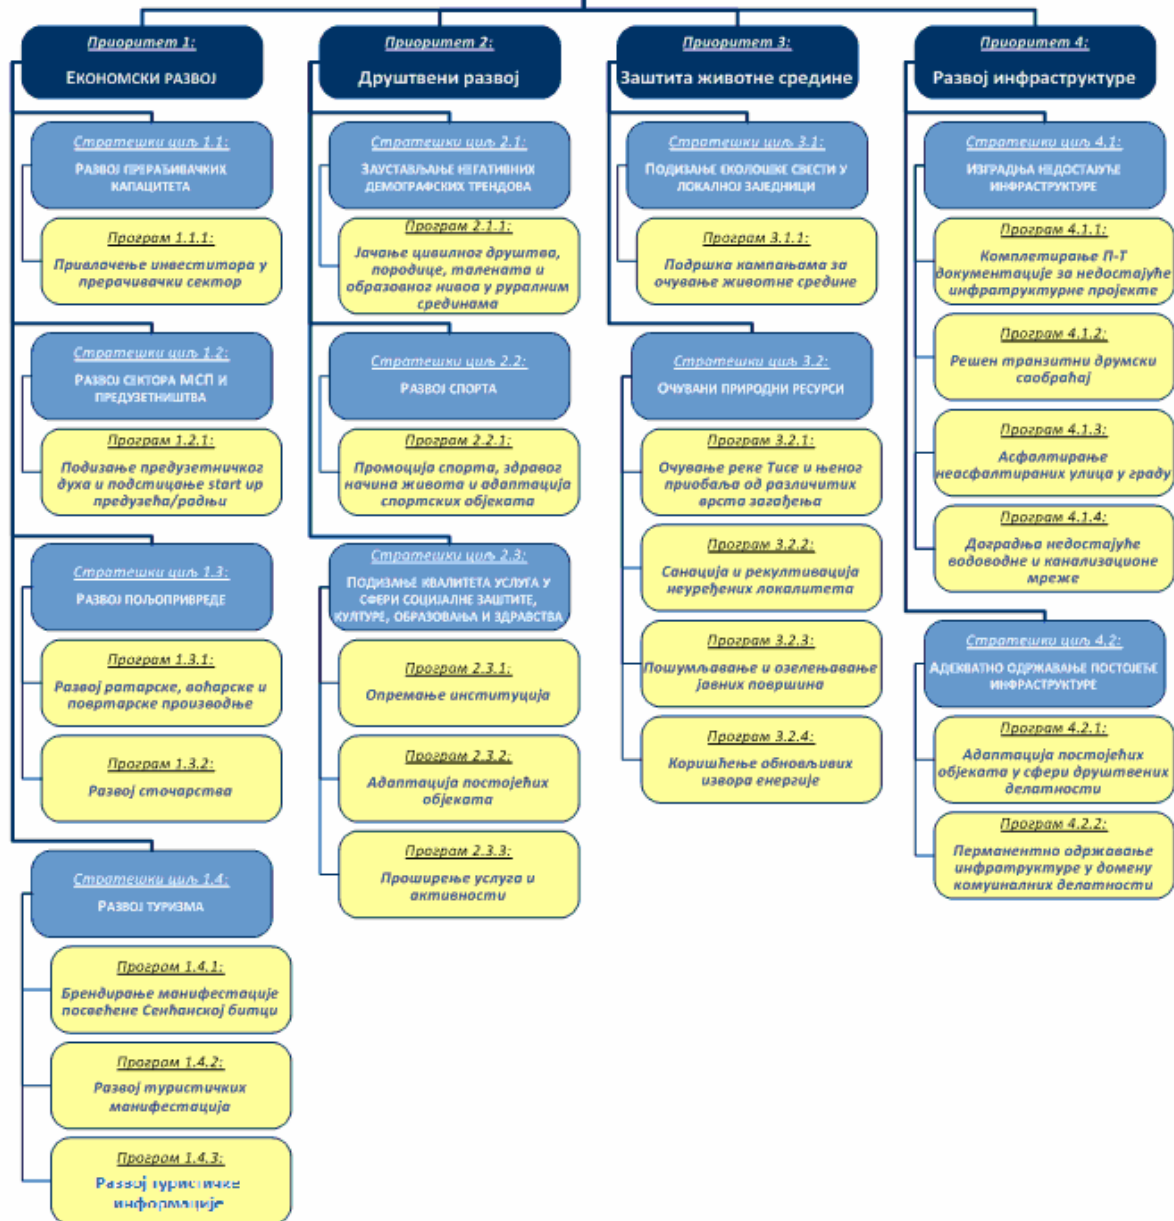 Приоритет 1:
Економски развој
Стратешки циљ 1.1:
Развој прерађивачких
капацитета
Програм 1.1.1:
Привлачење инвеститора у
прерачивачки сектор
Стратешки циљ 1.2:
Развој сектора МСП и
предузетништва
Програм 1.2.1:
Подизање предузетничког
духа и подстицање start up
предузећа/радњи
Стратешки циљ 1.3:
Развој пољопривреде
Програм 1.3.1:
Развој ратарске, воћарске и
повртарске производње
Програм 1.3.2:
Развој сточарства
Стратешки циљ 1.4:
Развој туризма
Програм 1.4.1:
Брендирање манифестације
посвећене Сенћанској битци
Програм 1.4.2:
Развој туристичких
манифестација
Програм 1.4.3:
Развој туристичке
информације
Приоритет 2:
Друштвени развој
Стратешки циљ 2.1:
Заустављање негативних
демографских трендова
Програм 2.1.1:
Јачање цивилног друштва,
породице, талената и
образовног нивоа у руралним
срединама
Стратешки циљ 2.2:
Развој спорта
Програм 2.2.1:
Промоција спорта, здравог
начина живота и адаптација
спортских објеката
Стратешки циљ 2.3:
Подизање квалитета услуга у
сфери социјалне заштите,
културе, образовања и здравства
Програм 2.3.1:
Опремање институција
Програм 2.3.2:
Адаптација постојећих
објеката
Програм 2.3.3:
Проширење услуга и
активности
Приоритет 3:
Заштита животне средине
Стратешки циљ 3.1:
Подизање еколошке свести у
локалној заједници
Програм 3.1.1:
Подршка кампањама за
очување животне средине
Стратешки циљ 3.2:
Очувани природни ресурси
Програм 3.2.1:
Очување реке Тисе и њеног
приобаља од различитих
врста загађења
Програм 3.2.2:
Санација и рекултивација
неуређених локалитета
Програм 3.2.3:
Пошумљавање и озелењавање
јавних површина
Програм 3.2.4:
Коришћење обновљивих
извора енергије
Приоритет 4:
Развој инфраструктуре
Стратешки циљ 4.1:
Изградња недостајуће
инфраструктуре
Програм 4.1.1:
Комплетирање П-Т
документације за недостајуће
инфратруктурне пројекте
Програм 4.1.2:
Решен транзитни друмски
саобраћај
Програм 4.1.3:
Асфалтирање
неасфалтираних улица у граду
Програм 4.1.4:
Доградња недостајуће
водоводне и канализационе
мреже
Стратешки циљ 4.2:
Адекватно одржавање постојеће
инфраструктуре
Програм 4.2.1:
Адаптација постојећих
објеката у сфери друштвених
делатности
Програм 4.2.2:
Перманентно одржавање
инфраструктуре у домену
комуиналних делатности